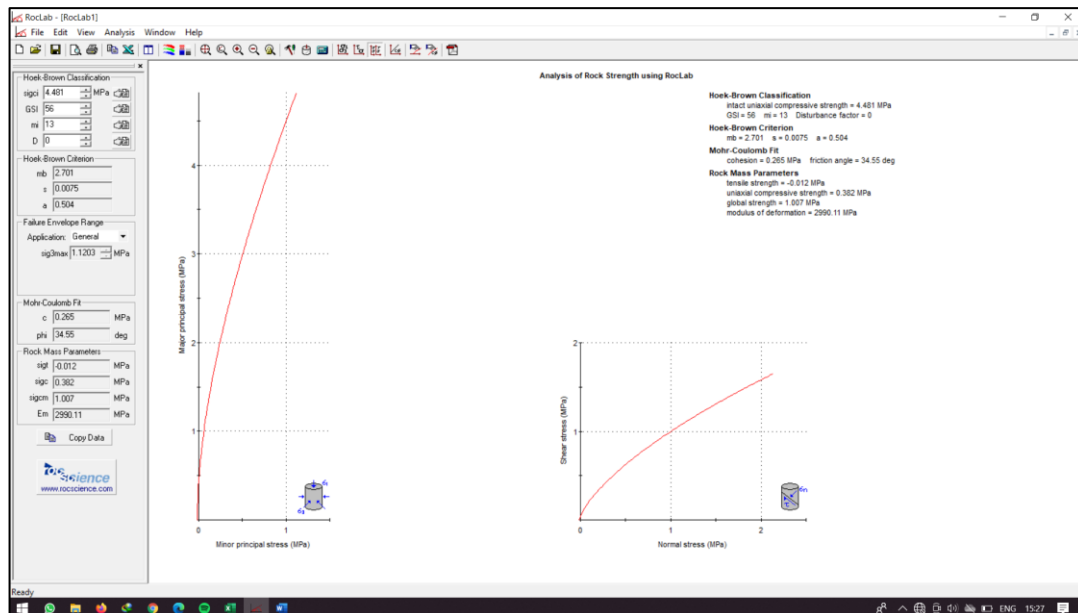 RocLab - [RocLab1]
File Edit View Analysis Window Help
Hoek-Brown Classification
sigci 4.481 MPa
GSI 56
mi 13
D 0
Hoek-Brown Criterion
mb 2.701
s 0.0075
a 0.504
Failure Envelope Range
Application: General
sig3max 1.1203 MPa
Mohr-Coulomb Fit
c 0.265 MPa
phi 34.55 deg
Rock Mass Parameters
sigt -0.012 MPa
sigc 0.382 MPa
sigcm 1.007 MPa
Em 2990.11 MPa
Copy Data
rocscience
www.rocscience.com
Analysis of Rock Strength using RocLab
Hoek-Brown Classification
intact uniaxial compressive strength = 4.481 MPa
GSI = 56 mi = 13 Disturbance factor = 0
Hoek-Brown Criterion
mb = 2.701 s = 0.0075 a = 0.504
Mohr-Coulomb Fit
cohesion = 0.265 MPa friction angle = 34.55 deg
Rock Mass Parameters
tensile strength = -0.012 MPa
uniaxial compressive strength = 0.382 MPa
global strength = 1.007 MPa
modulus of deformation = 2990.11 MPa
Major principal stress (MPa)
4
3
2
1
0 1
Minor principal stress (MPa)
Shear stress (MPa)
2
1
0 1 2
Normal stress (MPa)
Ready
ENG 15:27